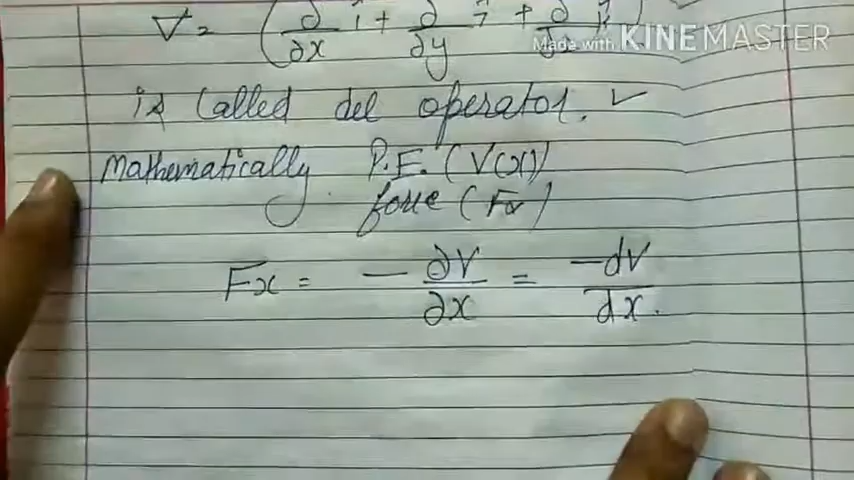 ∇ = (∂/∂x î + ∂/∂y ĵ + ∂/∂z k̂)
Made with KINEMASTER
is called del operator. ✓
Mathematically. P.E. (V(x))
force (Fx)
Fx = - ∂V/∂x = -dV/dx.